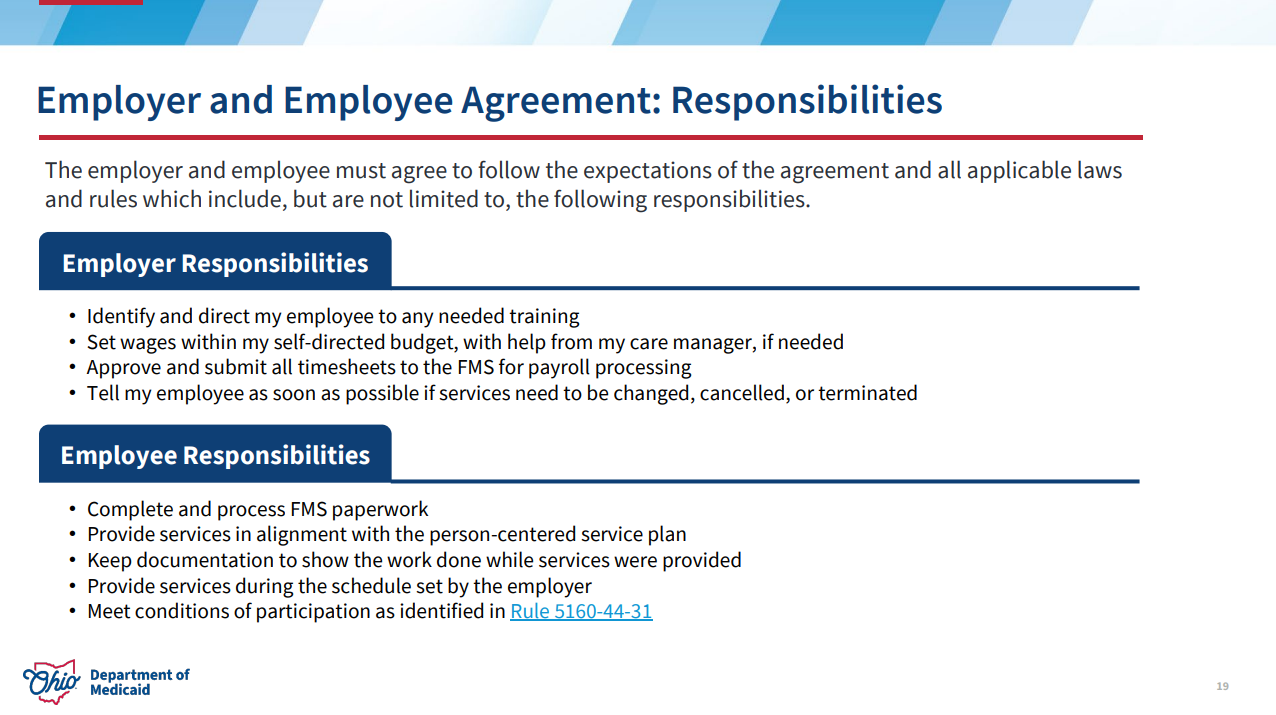 Employer and Employee Agreement: Responsibilities
The employer and employee must agree to follow the expectations of the agreement and all applicable laws
and rules which include, but are not limited to, the following responsibilities.
Employer Responsibilities
• Identify and direct my employee to any needed training
• Set wages within my self-directed budget, with help from my care manager, if needed
• Approve and submit all timesheets to the FMS for payroll processing
• Tell my employee as soon as possible if services need to be changed, cancelled, or terminated
Employee Responsibilities
• Complete and process FMS paperwork
• Provide services in alignment with the person-centered service plan
• Keep documentation to show the work done while services were provided
• Provide services during the schedule set by the employer
• Meet conditions of participation as identified in Rule 5160-44-31
Ohio
Department of
Medicaid
19